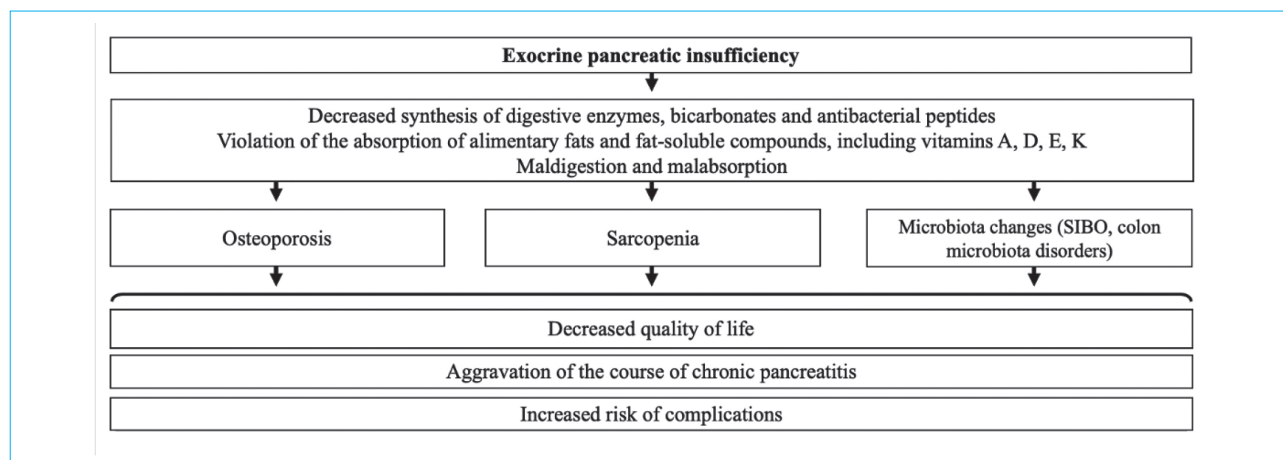 Exocrine pancreatic insufficiency
Decreased synthesis of digestive enzymes, bicarbonates and antibacterial peptides
Violation of the absorption of alimentary fats and fat-soluble compounds, including vitamins A, D, E, K
Maldigestion and malabsorption
Osteoporosis
Sarcopenia
Microbiota changes (SIBO, colon
microbiota disorders)
Decreased quality of life
Aggravation of the course of chronic pancreatitis
Increased risk of complications